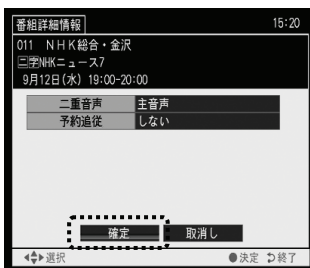 番組詳細情報 15:20
011 NHK総合・金沢
二字NHKニュース7
9月12日(水) 19:00-20:00
二重音声 主音声
予約追従 しない
確定 取消し
選択 ●決定 終了